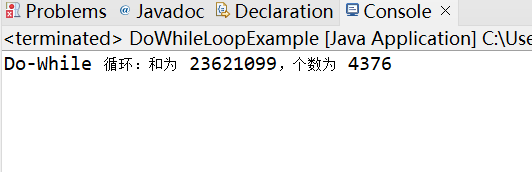 Problems Javadoc Declaration Console
<terminated> DoWhileLoopExample [Java Application] C:\Use
Do-While 循环：和为 23621099，个数为 4376